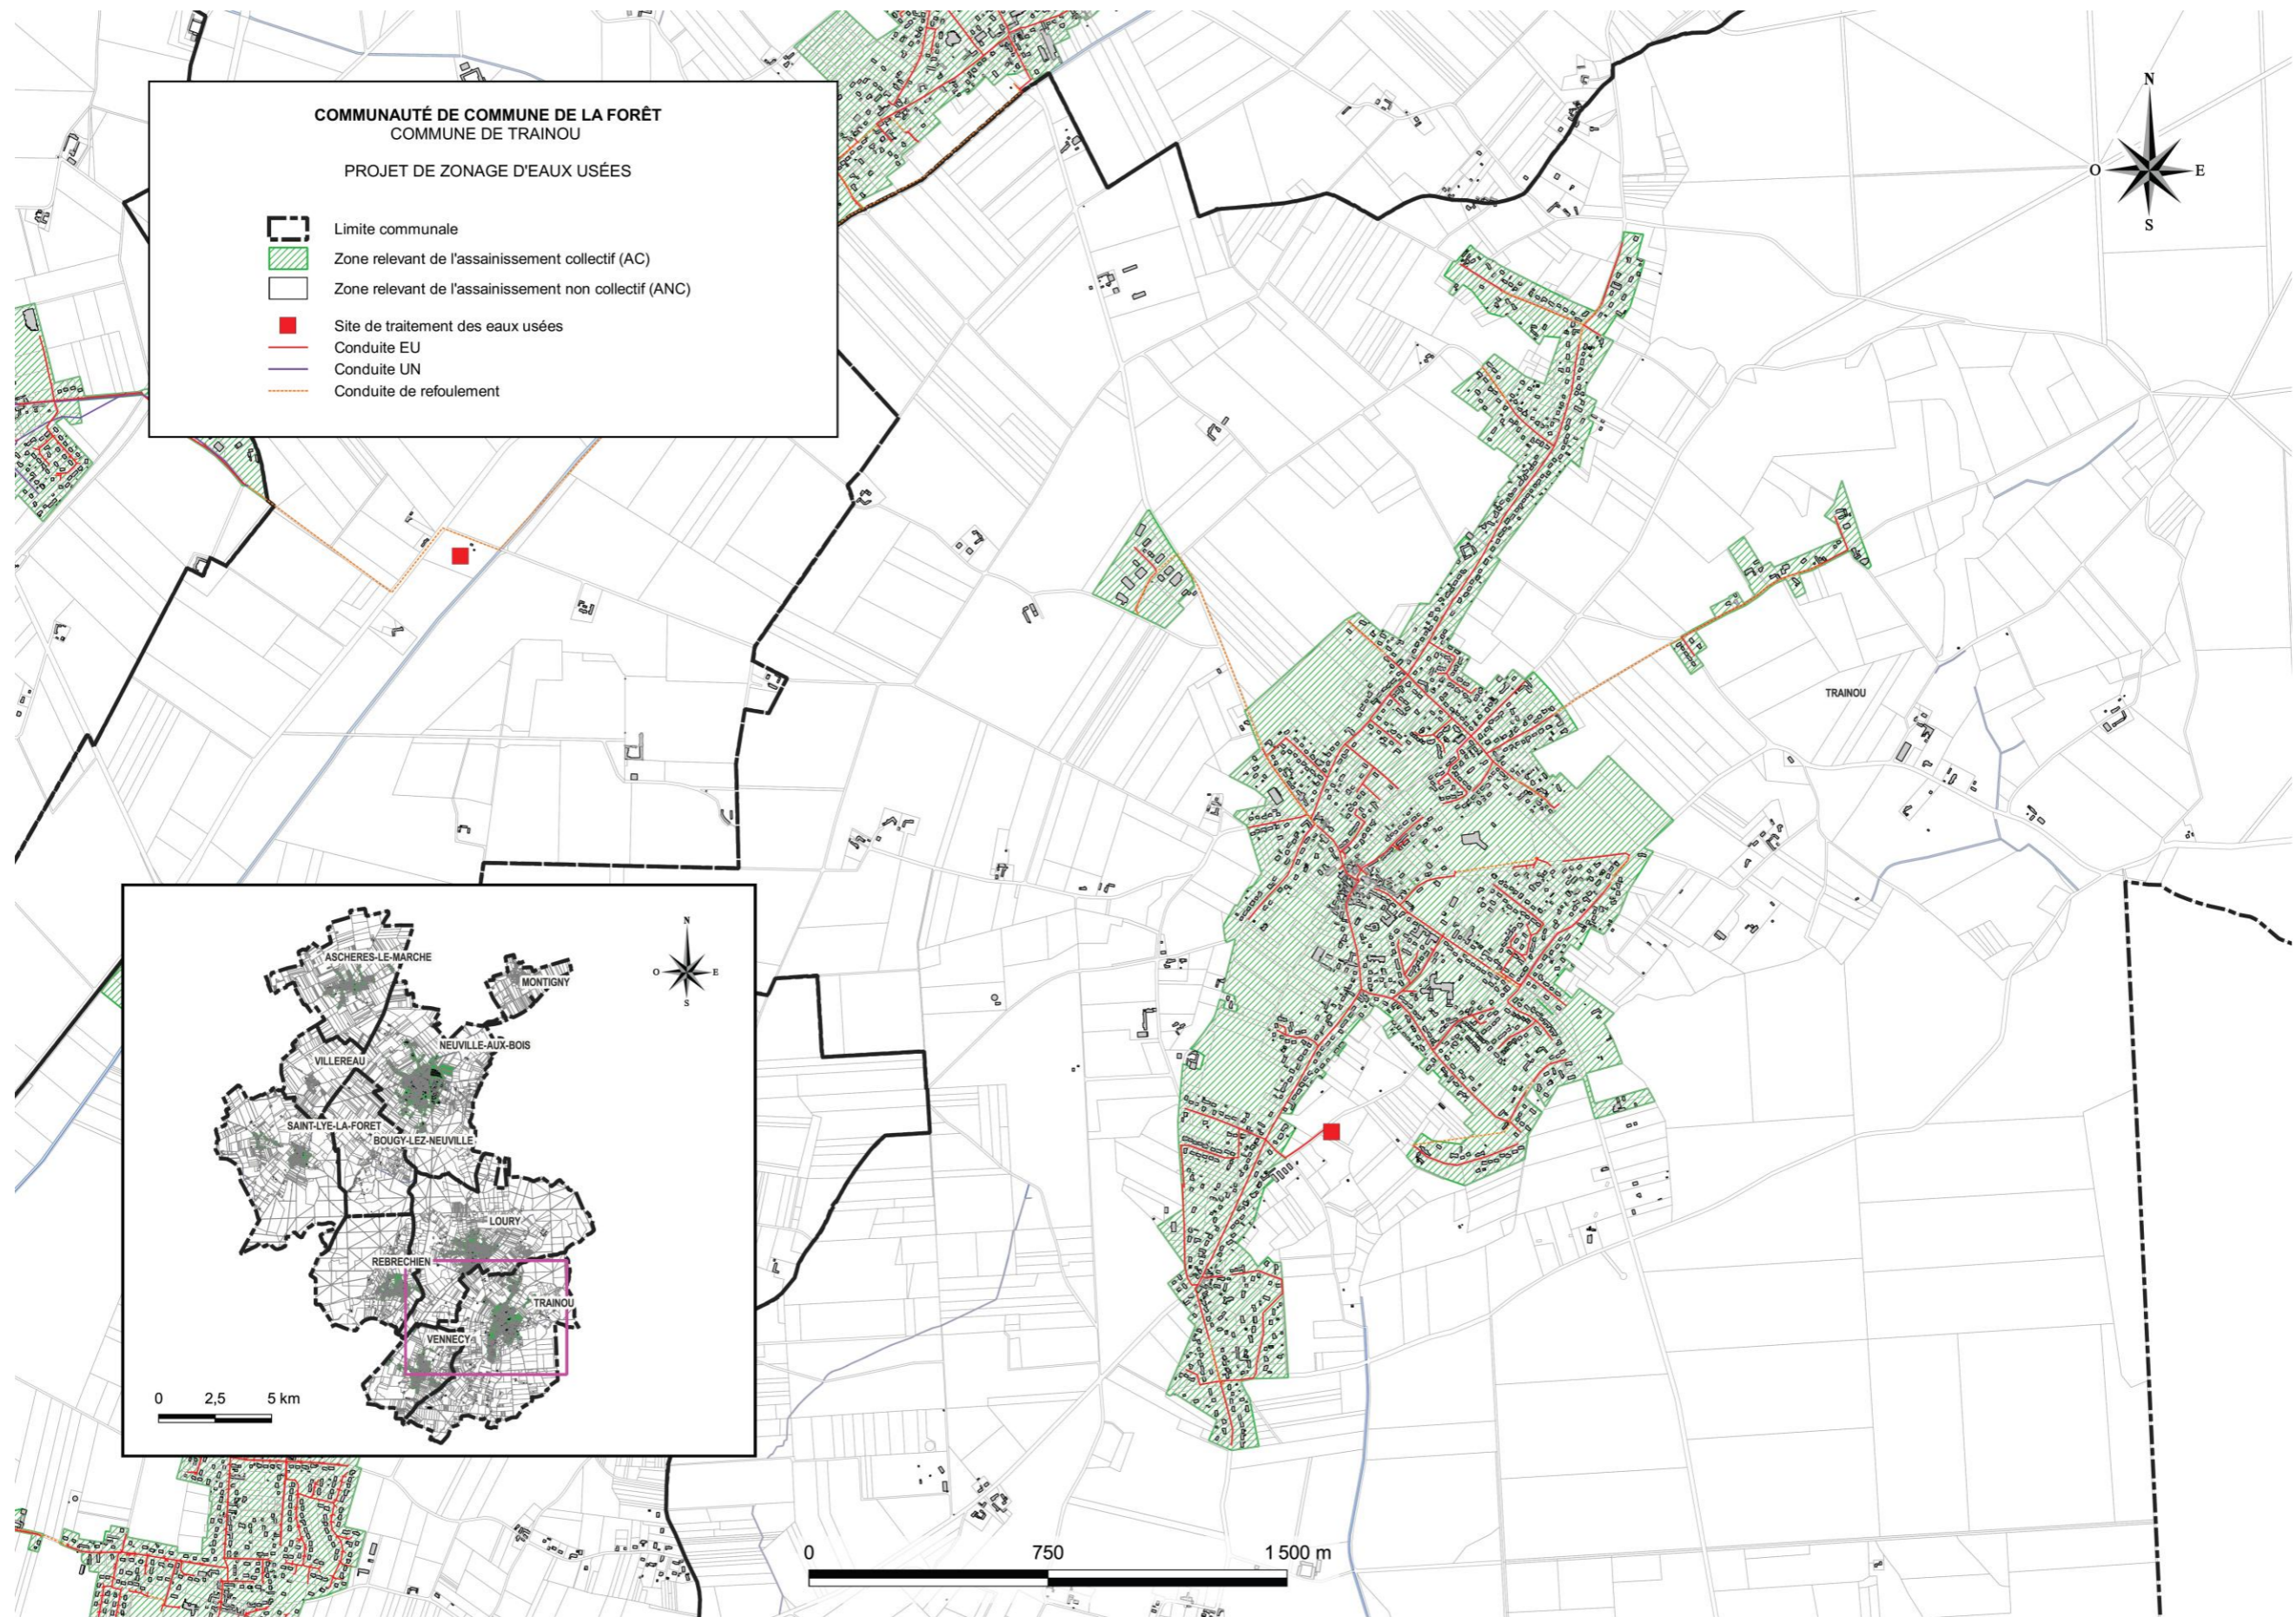 COMMUNAUTÉ DE COMMUNE DE LA FORÊT
COMMUNE DE TRAINOU
PROJET DE ZONAGE D'EAUX USÉES
Limite communale
Zone relevant de l'assainissement collectif (AC)
Zone relevant de l'assainissement non collectif (ANC)
Site de traitement des eaux usées
Conduite EU
Conduite UN
Conduite de refoulement
N
O
E
S
TRAINOU
N
O
E
S
ASCHERES-LE-MARCHE
MONTIGNY
NEUVILLE-AUX-BOIS
VILLEREAU
SAINT-LYE-LA-FORET
BOUGY-LEZ-NEUVILLE
LOURY
REBRECHIEN
TRAINOU
VENNECY
0 2,5 5 km
0 750 1 500 m